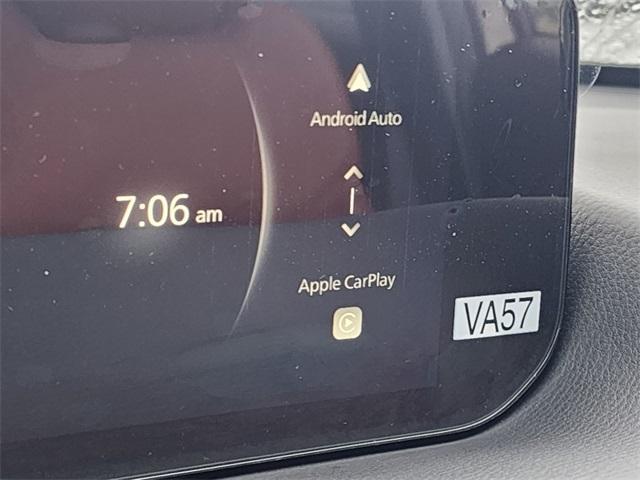 Android Auto
7:06 am
Apple CarPlay
VA57